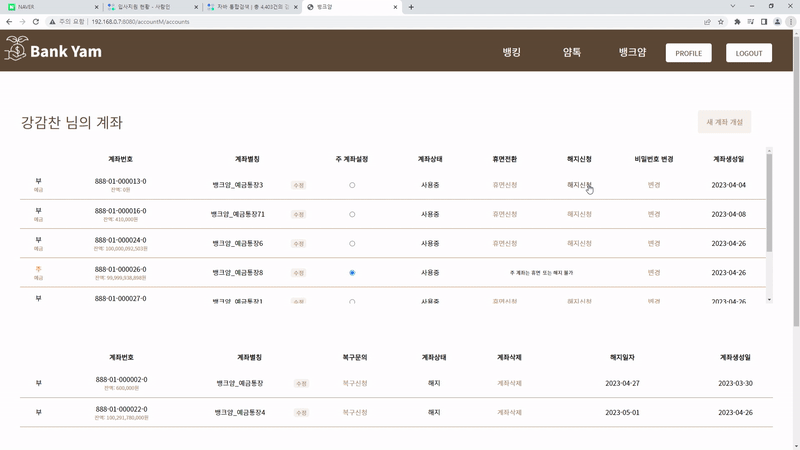 NAVER
입사지원 현황 - 사람인
자바 통합검색 | 총 4,403건의
뱅크얌
주의 요함 | 192.168.0.7:8080/accountM/accounts
Bank Yam
뱅킹
얌톡
뱅크얌
PROFILE
LOGOUT
강감찬 님의 계좌
새 계좌 개설
계좌번호 계좌별칭 주 계좌설정 계좌상태 휴면전환 해지신청 비밀번호 변경 계좌생성일
부 888-01-000013-0 뱅크얌_예금통장3 수정 사용중 휴면신청 해지신청 변경 2023-04-04
예금 잔액: 0원
부 888-01-000016-0 뱅크얌_예금통장71 수정 사용중 휴면신청 해지신청 변경 2023-04-08
예금 잔액: 410,000원
부 888-01-000024-0 뱅크얌_예금통장6 수정 사용중 휴면신청 해지신청 변경 2023-04-26
예금 잔액: 100,000,092,503원
주 888-01-000026-0 뱅크얌_예금통장8 수정 사용중 주 계좌는 휴면 또는 해지 불가 변경 2023-04-26
예금 잔액: 99,999,938,898원
부 888-01-000027-0 뱅크얌_예금통장1 수정 사용중 휴면신청 해지신청 변경 2023-04-26
계좌번호 계좌별칭 복구문의 계좌상태 계좌삭제 해지일자 계좌생성일
부 888-01-000002-0 뱅크얌_예금통장 수정 복구신청 해지 계좌삭제 2023-04-27 2023-03-30
잔액: 600,000원
부 888-01-000022-0 뱅크얌_예금통장4 수정 복구신청 해지 계좌삭제 2023-05-01 2023-04-26
잔액: 100,291,780,000원